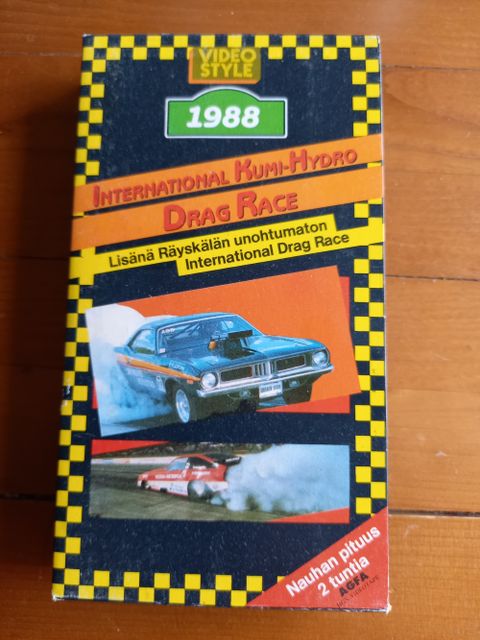 VIDEO
STYLE
1988
INTERNATIONAL KUMI-HYDRO
DRAG RACE
Lisänä Räyskälän unohtumaton
International Drag Race
Nauhan pituus
2 tuntia
AGFA